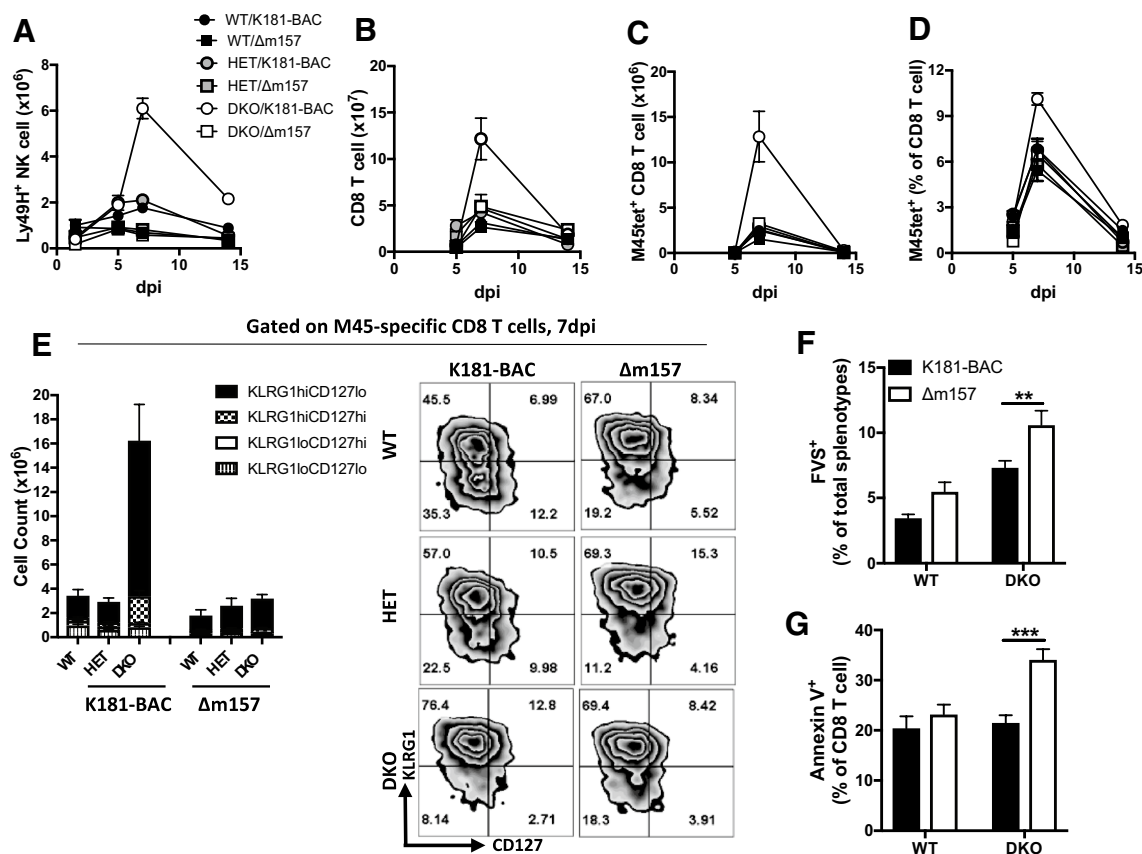 A
B
C
D
WT/K181-BAC
WT/Δm157
HET/K181-BAC
HET/Δm157
DKO/K181-BAC
DKO/Δm157
Ly49H⁺ NK cell (x10⁶)
8
6
4
2
0
0 5 10 15
dpi
CD8 T cell (x10⁷)
20
15
10
5
0
0 5 10 15
dpi
M45tet⁺ CD8 T cell (x10⁶)
20
15
10
5
0
0 5 10 15
dpi
M45tet⁺ (% of CD8 T cell)
12
9
6
3
0
0 5 10 15
dpi
E
Gated on M45-specific CD8 T cells, 7dpi
Cell Count (x10⁶)
20
18
16
14
12
10
8
6
4
2
0
KLRG1hiCD127lo
KLRG1hiCD127hi
KLRG1loCD127hi
KLRG1loCD127lo
WT HET DKO WT HET DKO
K181-BAC Δm157
K181-BAC Δm157
WT
45.5 6.99 67.0 8.34
35.3 12.2 19.2 5.52
HET
57.0 10.5 69.3 15.3
22.5 9.98 11.2 4.16
DKO
76.4 12.8 69.4 8.42
8.14 2.71 18.3 3.91
KLRG1
CD127
F
K181-BAC
Δm157
FVS⁺
(% of total splenotypes)
15
10
5
0
**
WT DKO
G
Annexin V⁺
(% of CD8 T cell)
40
30
20
10
0
***
WT DKO